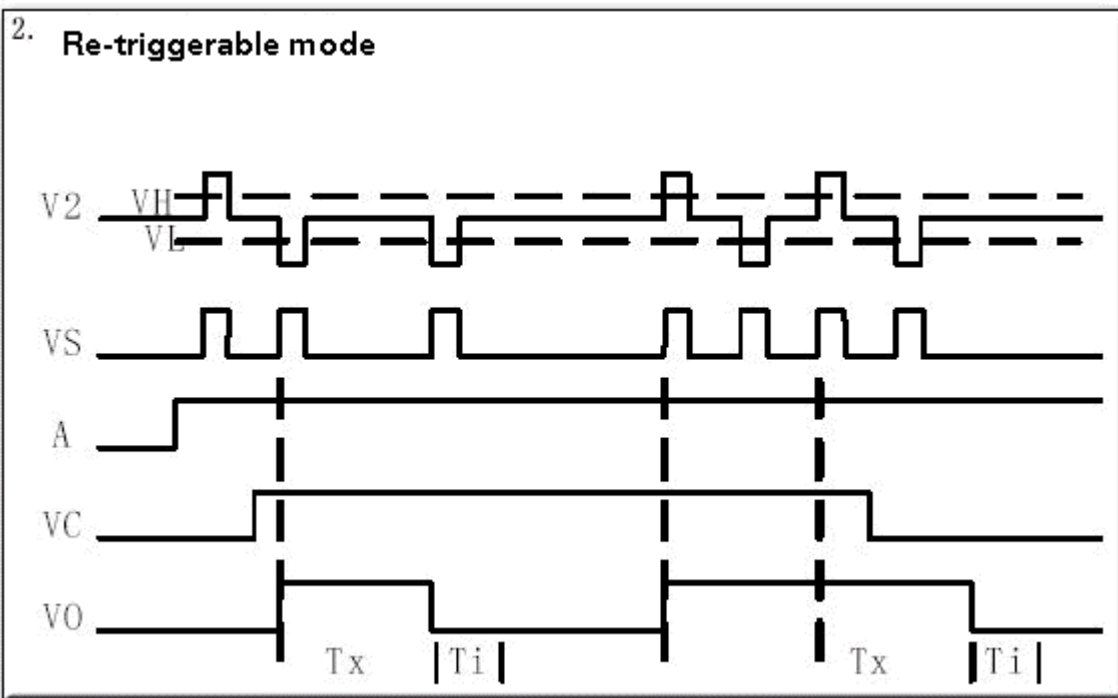 2. Re-triggerable mode
V2 VH
VL
VS
A
VC
VO
Tx Ti Tx Ti